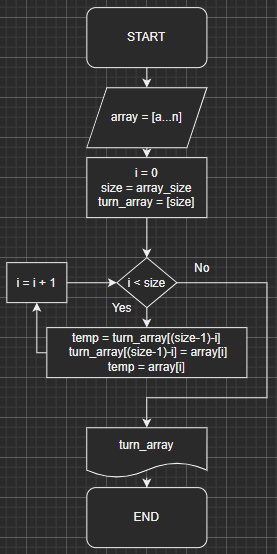 START
array = [a...n]
i = 0
size = array_size
turn_array = [size]
i = i + 1
i < size
No
Yes
temp = turn_array[(size-1)-i]
turn_array[(size-1)-i] = array[i]
temp = array[i]
turn_array
END